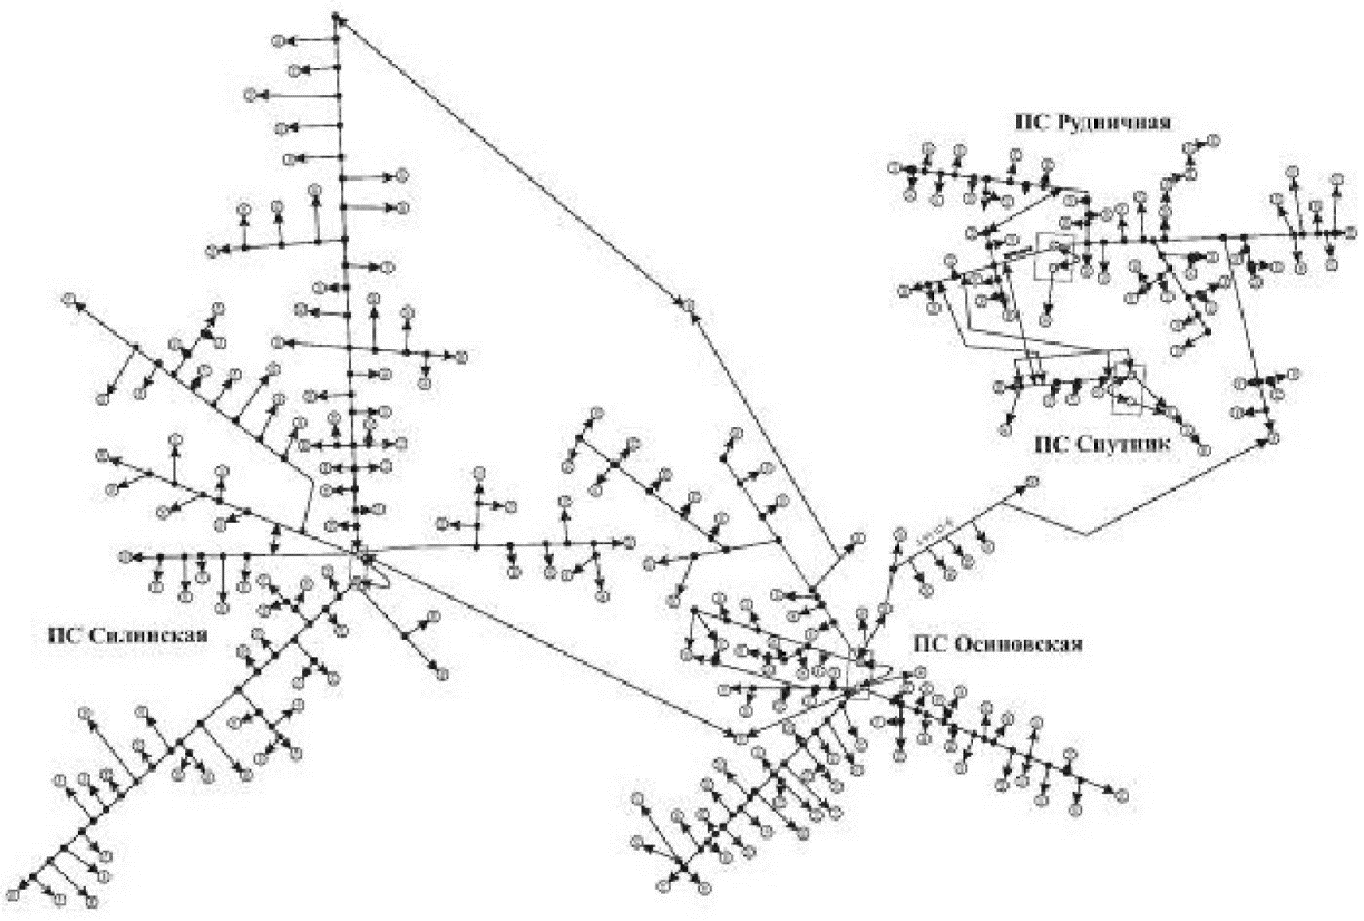 ПС Рудничная
ПС Спутник
ПС Силинская
ПС Осиновская